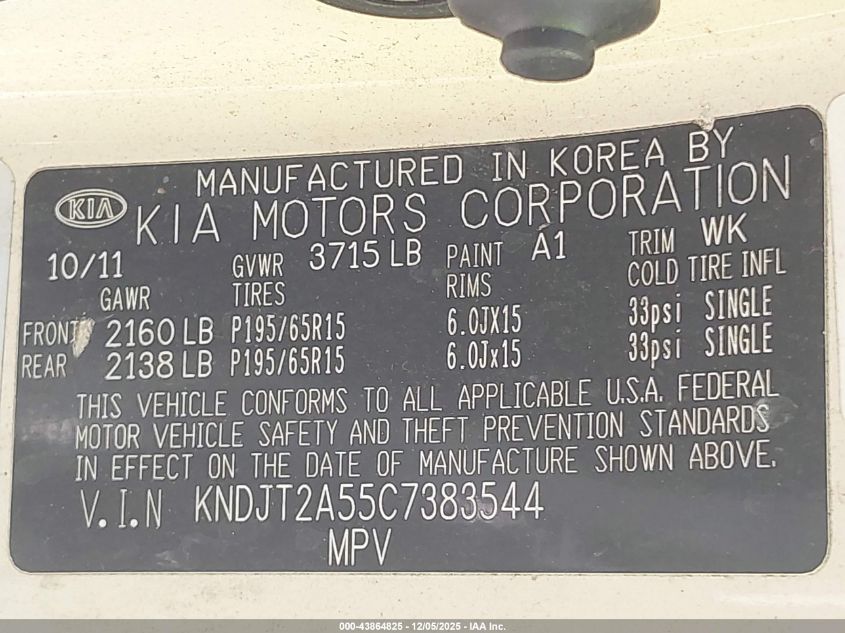 MANUFACTURED IN KOREA BY
KIA KIA MOTORS CORPORATION
10/11 GVWR 3715 LB PAINT A1 TRIM WK
GAWR TIRES RIMS COLD TIRE INFL
FRONT 2160 LB P195/65R15 6.0JX15 33psi SINGLE
REAR 2138 LB P195/65R15 6.0Jx15 33psi SINGLE
THIS VEHICLE CONFORMS TO ALL APPLICABLE U.S.A. FEDERAL
MOTOR VEHICLE SAFETY AND THEFT PREVENTION STANDARDS
IN EFFECT ON THE DATE OF MANUFACTURE SHOWN ABOVE.
V.I.N KNDJT2A55C7383544
MPV
000-43864825 - 12/05/2025 - IAA Inc.